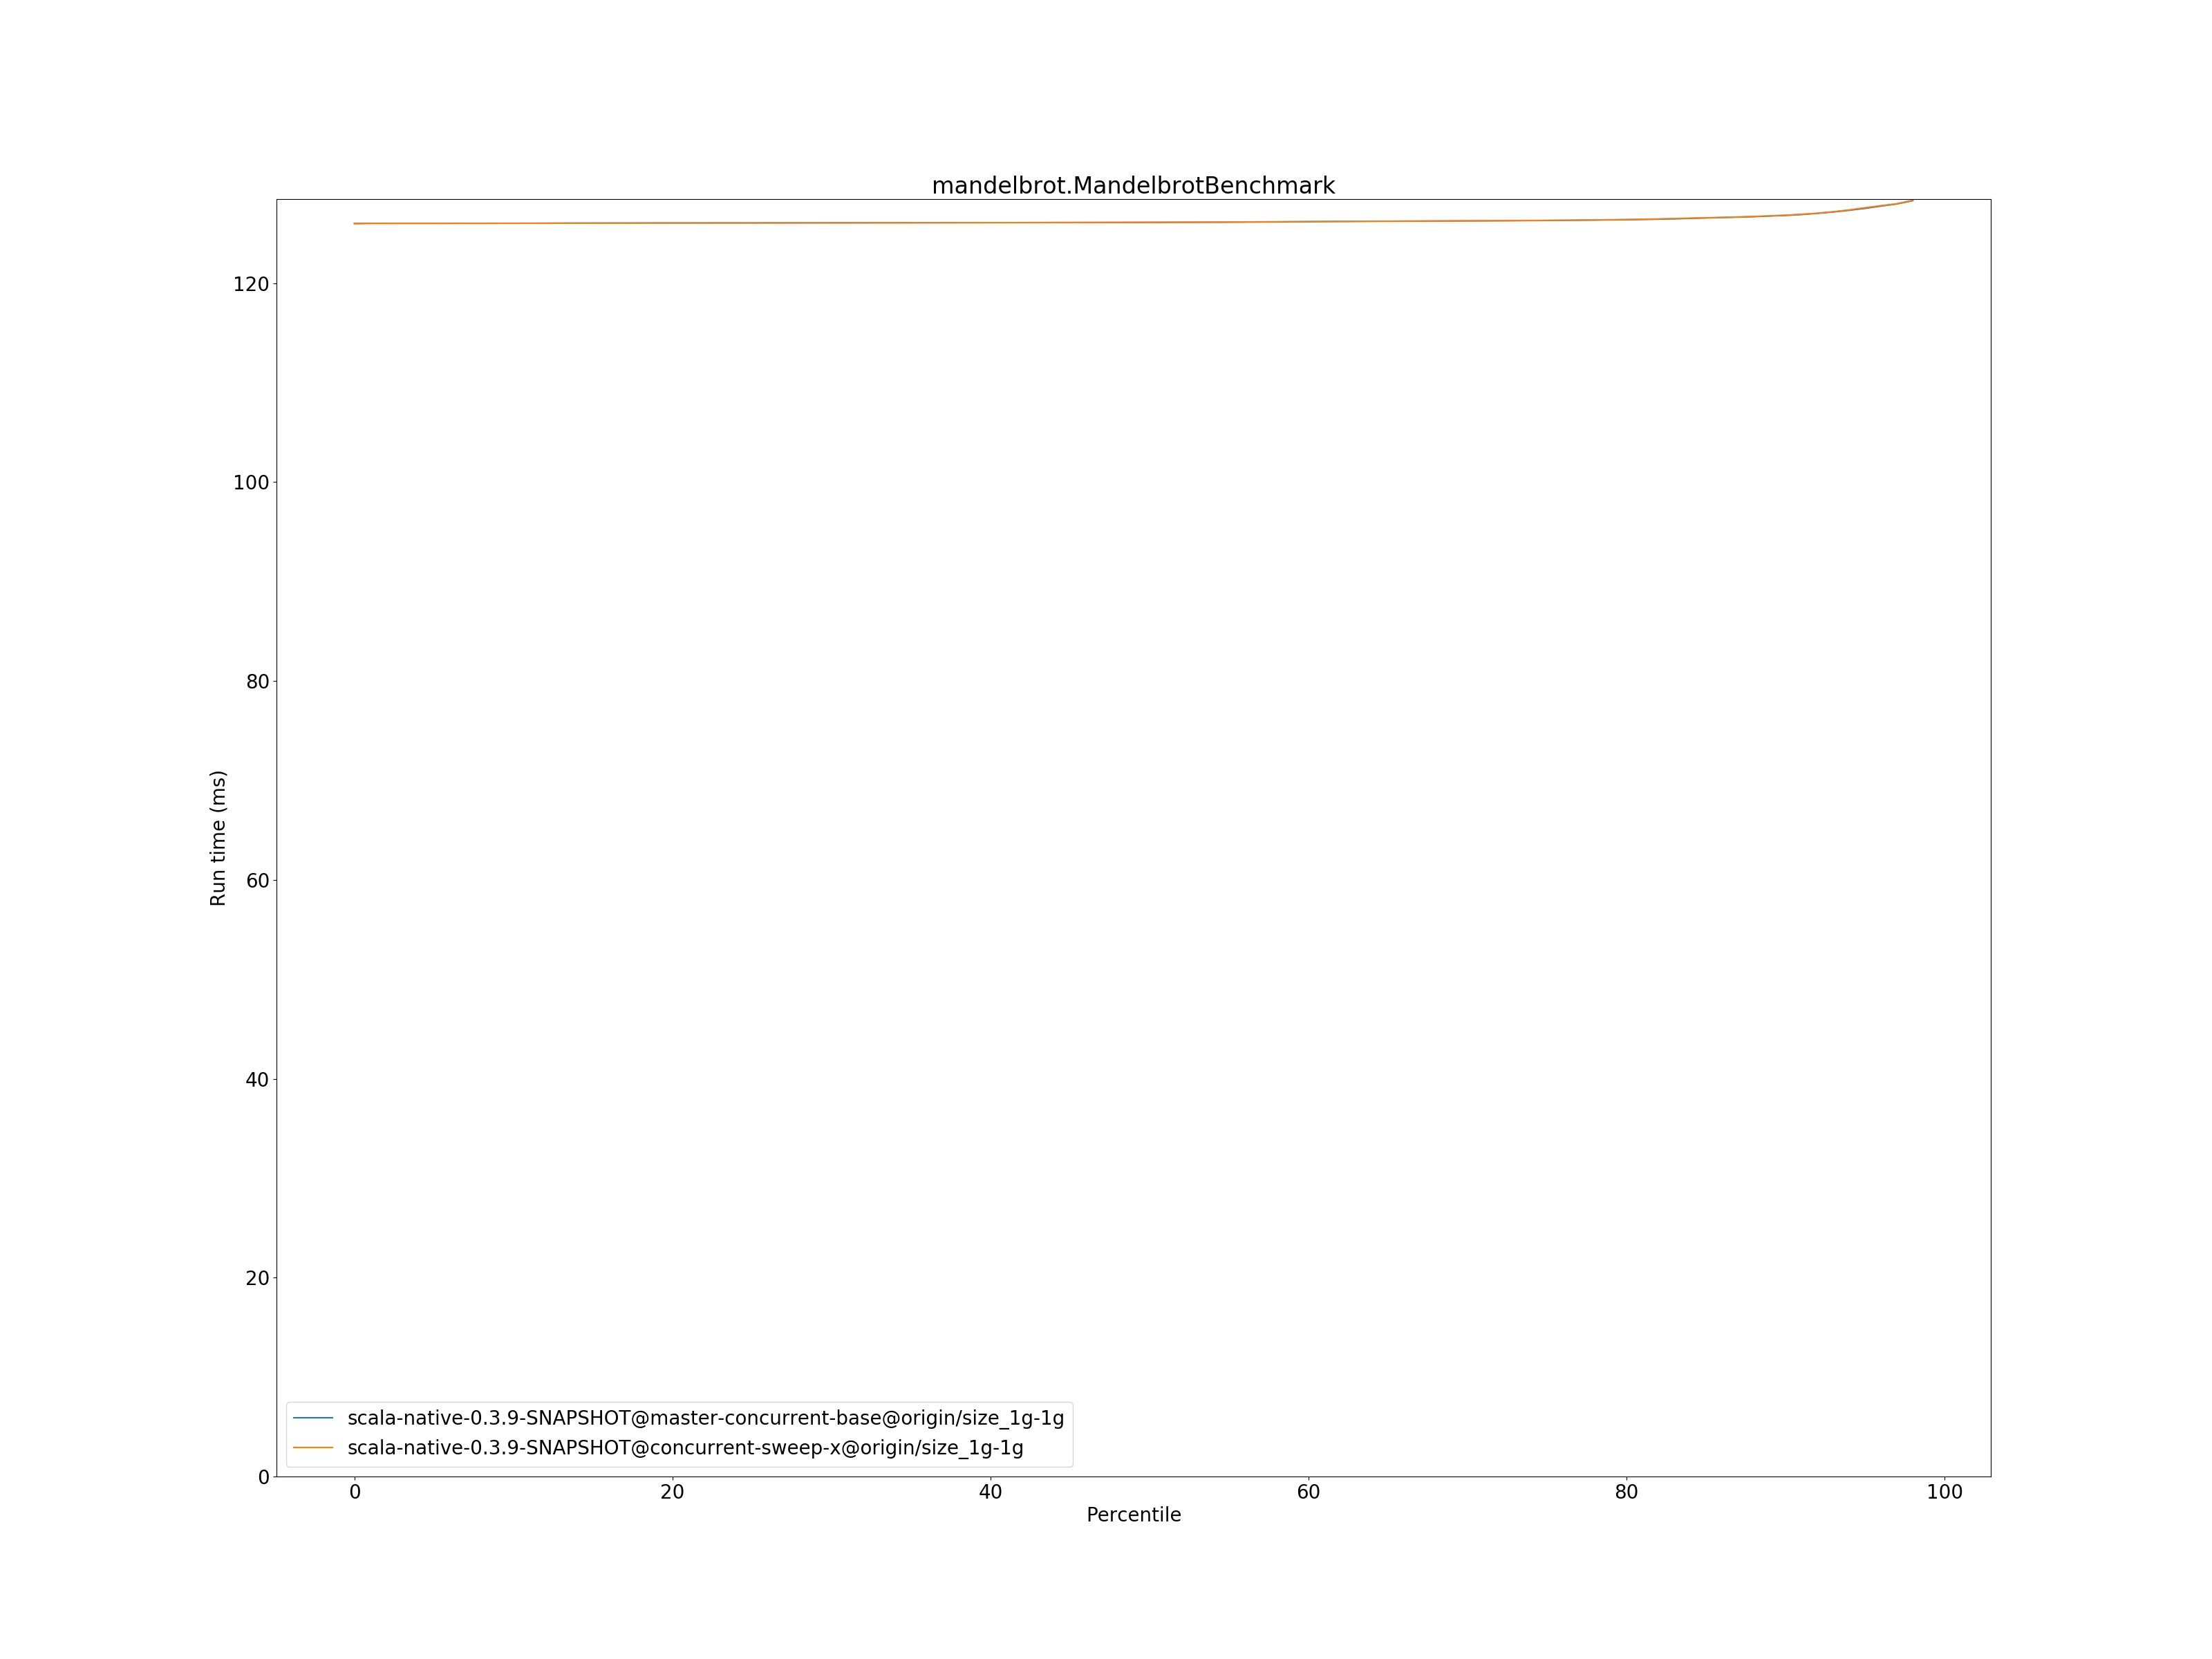 mandelbrot.MandelbrotBenchmark
120
100
80
60
40
20
0
Run time (ms)
scala-native-0.3.9-SNAPSHOT@master-concurrent-base@origin/size_1g-1g
scala-native-0.3.9-SNAPSHOT@concurrent-sweep-x@origin/size_1g-1g
0 20 40 60 80 100
Percentile